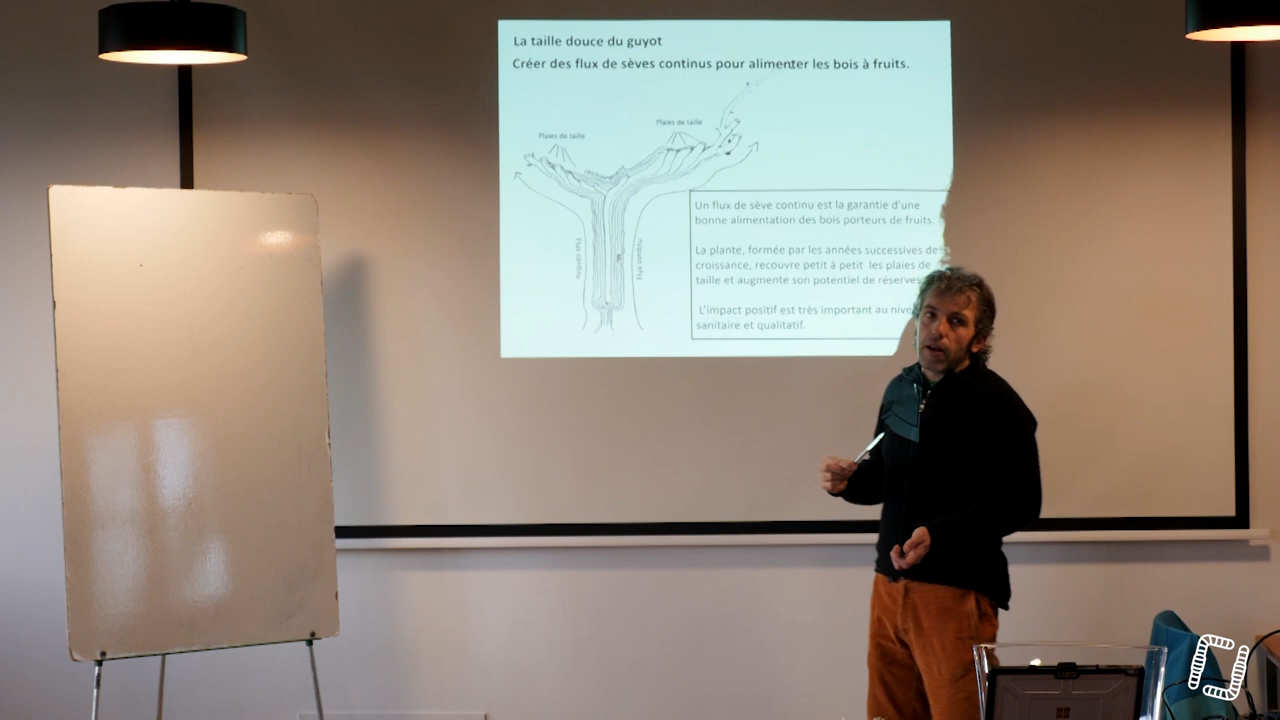 La taille douce du guyot
Créer des flux de sèves continus pour alimenter les bois à fruits.
Plaies de taille
Plaies de taille
Flux continu
Flux continu
Un flux de sève continu est la garantie d'une
bonne alimentation des bois porteurs de fruits.
La plante, formée par les années successives de
croissance, recouvre petit à petit les plaies de
taille et augmente son potentiel de réserves
L'impact positif est très important au nive
sanitaire et qualitatif.